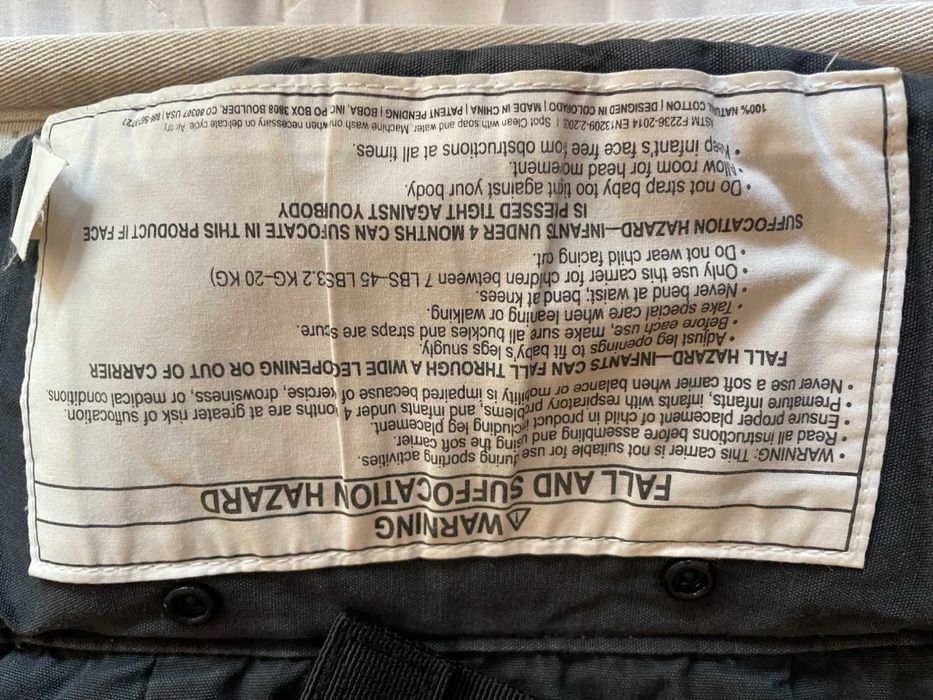 WARNING
FALL AND SUFFOCATION HAZARD
• WARNING: This carrier is not suitable for use during sporting activities.
• Read all instructions before assembling and using the soft carrier.
• Ensure proper placement of child in product including leg placement.
• Premature infants, infants with respiratory problems, and infants under 4 months are at greater risk of suffocation.
• Never use a soft carrier when balance or mobility is impaired because of exercise, drowsiness, or medical conditions
FALL HAZARD—INFANTS CAN FALL THROUGH A WIDE LEG OPENING OR OUT OF CARRIER
• Adjust leg openings to fit baby's legs snugly.
• Before each use, make sure all buckles and straps are secure.
• Take special care when leaning or walking.
• Never bend at waist, bend at knees.
• Only use this carrier for children between 7 LBS–45 LBS 3.2 KG–20 KG)
• Do not wear child facing out.
SUFFOCATION HAZARD—INFANTS UNDER 4 MONTHS CAN SUFFOCATE IN THIS PRODUCT IF FACE
IS PRESSED TIGHT AGAINST YOUR BODY
• Do not strap baby too tight against your body.
• Allow room for head movement.
• Keep infant's face free from obstructions at all times.
ASTM F2236-2014 EN13209-2:2005 | Spot Clean with soap and water, Machine wash when necessary on delicate cycle. Air dry
100% NATURAL COTTON | DESIGNED IN COLORADO | MADE IN CHINA | PATENT PENDING | BOBA, INC PO BOX 3868 BOULDER, CO 80307 USA |